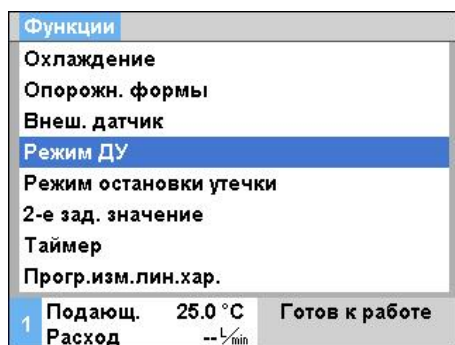 Функции
Охлаждение
Опорожн. формы
Внеш. датчик
Режим ДУ
Режим остановки утечки
2-е зад. значение
Таймер
Прогр.изм.лин.хар.
1 Подающ. 25.0 °C Готов к работе
Расход -- L/min